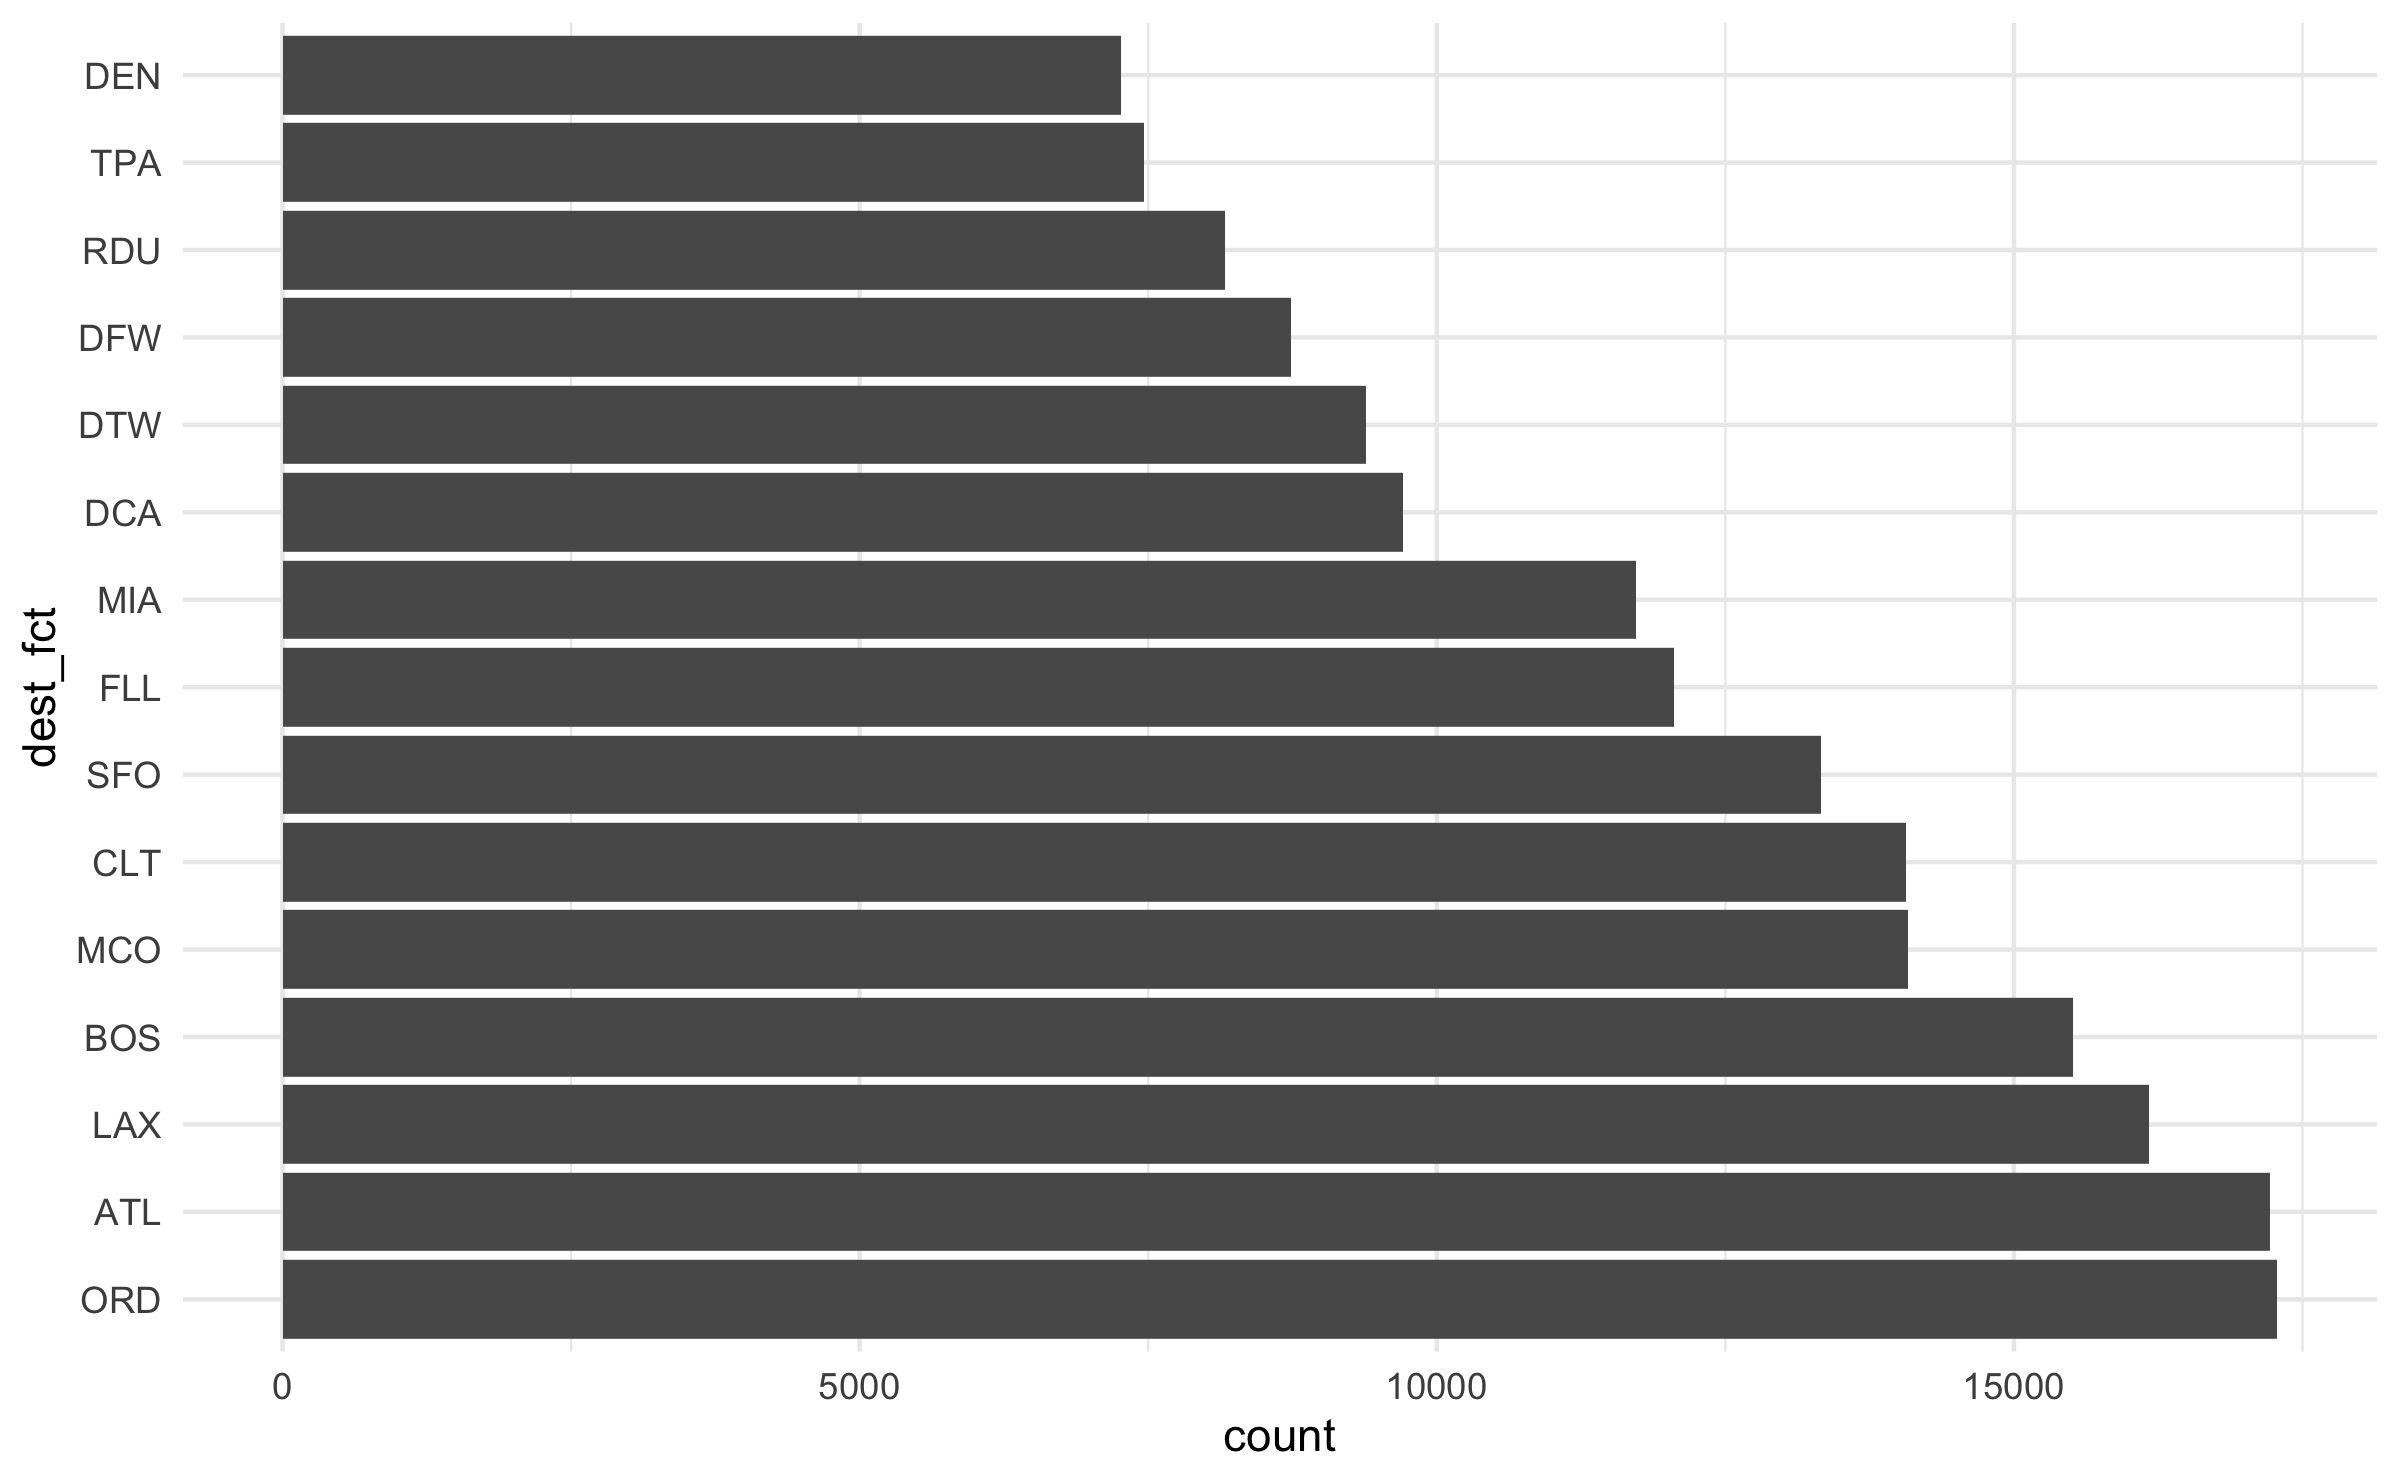 dest_fct
DEN
TPA
RDU
DFW
DTW
DCA
MIA
FLL
SFO
CLT
MCO
BOS
LAX
ATL
ORD
0 5000 10000 15000
count